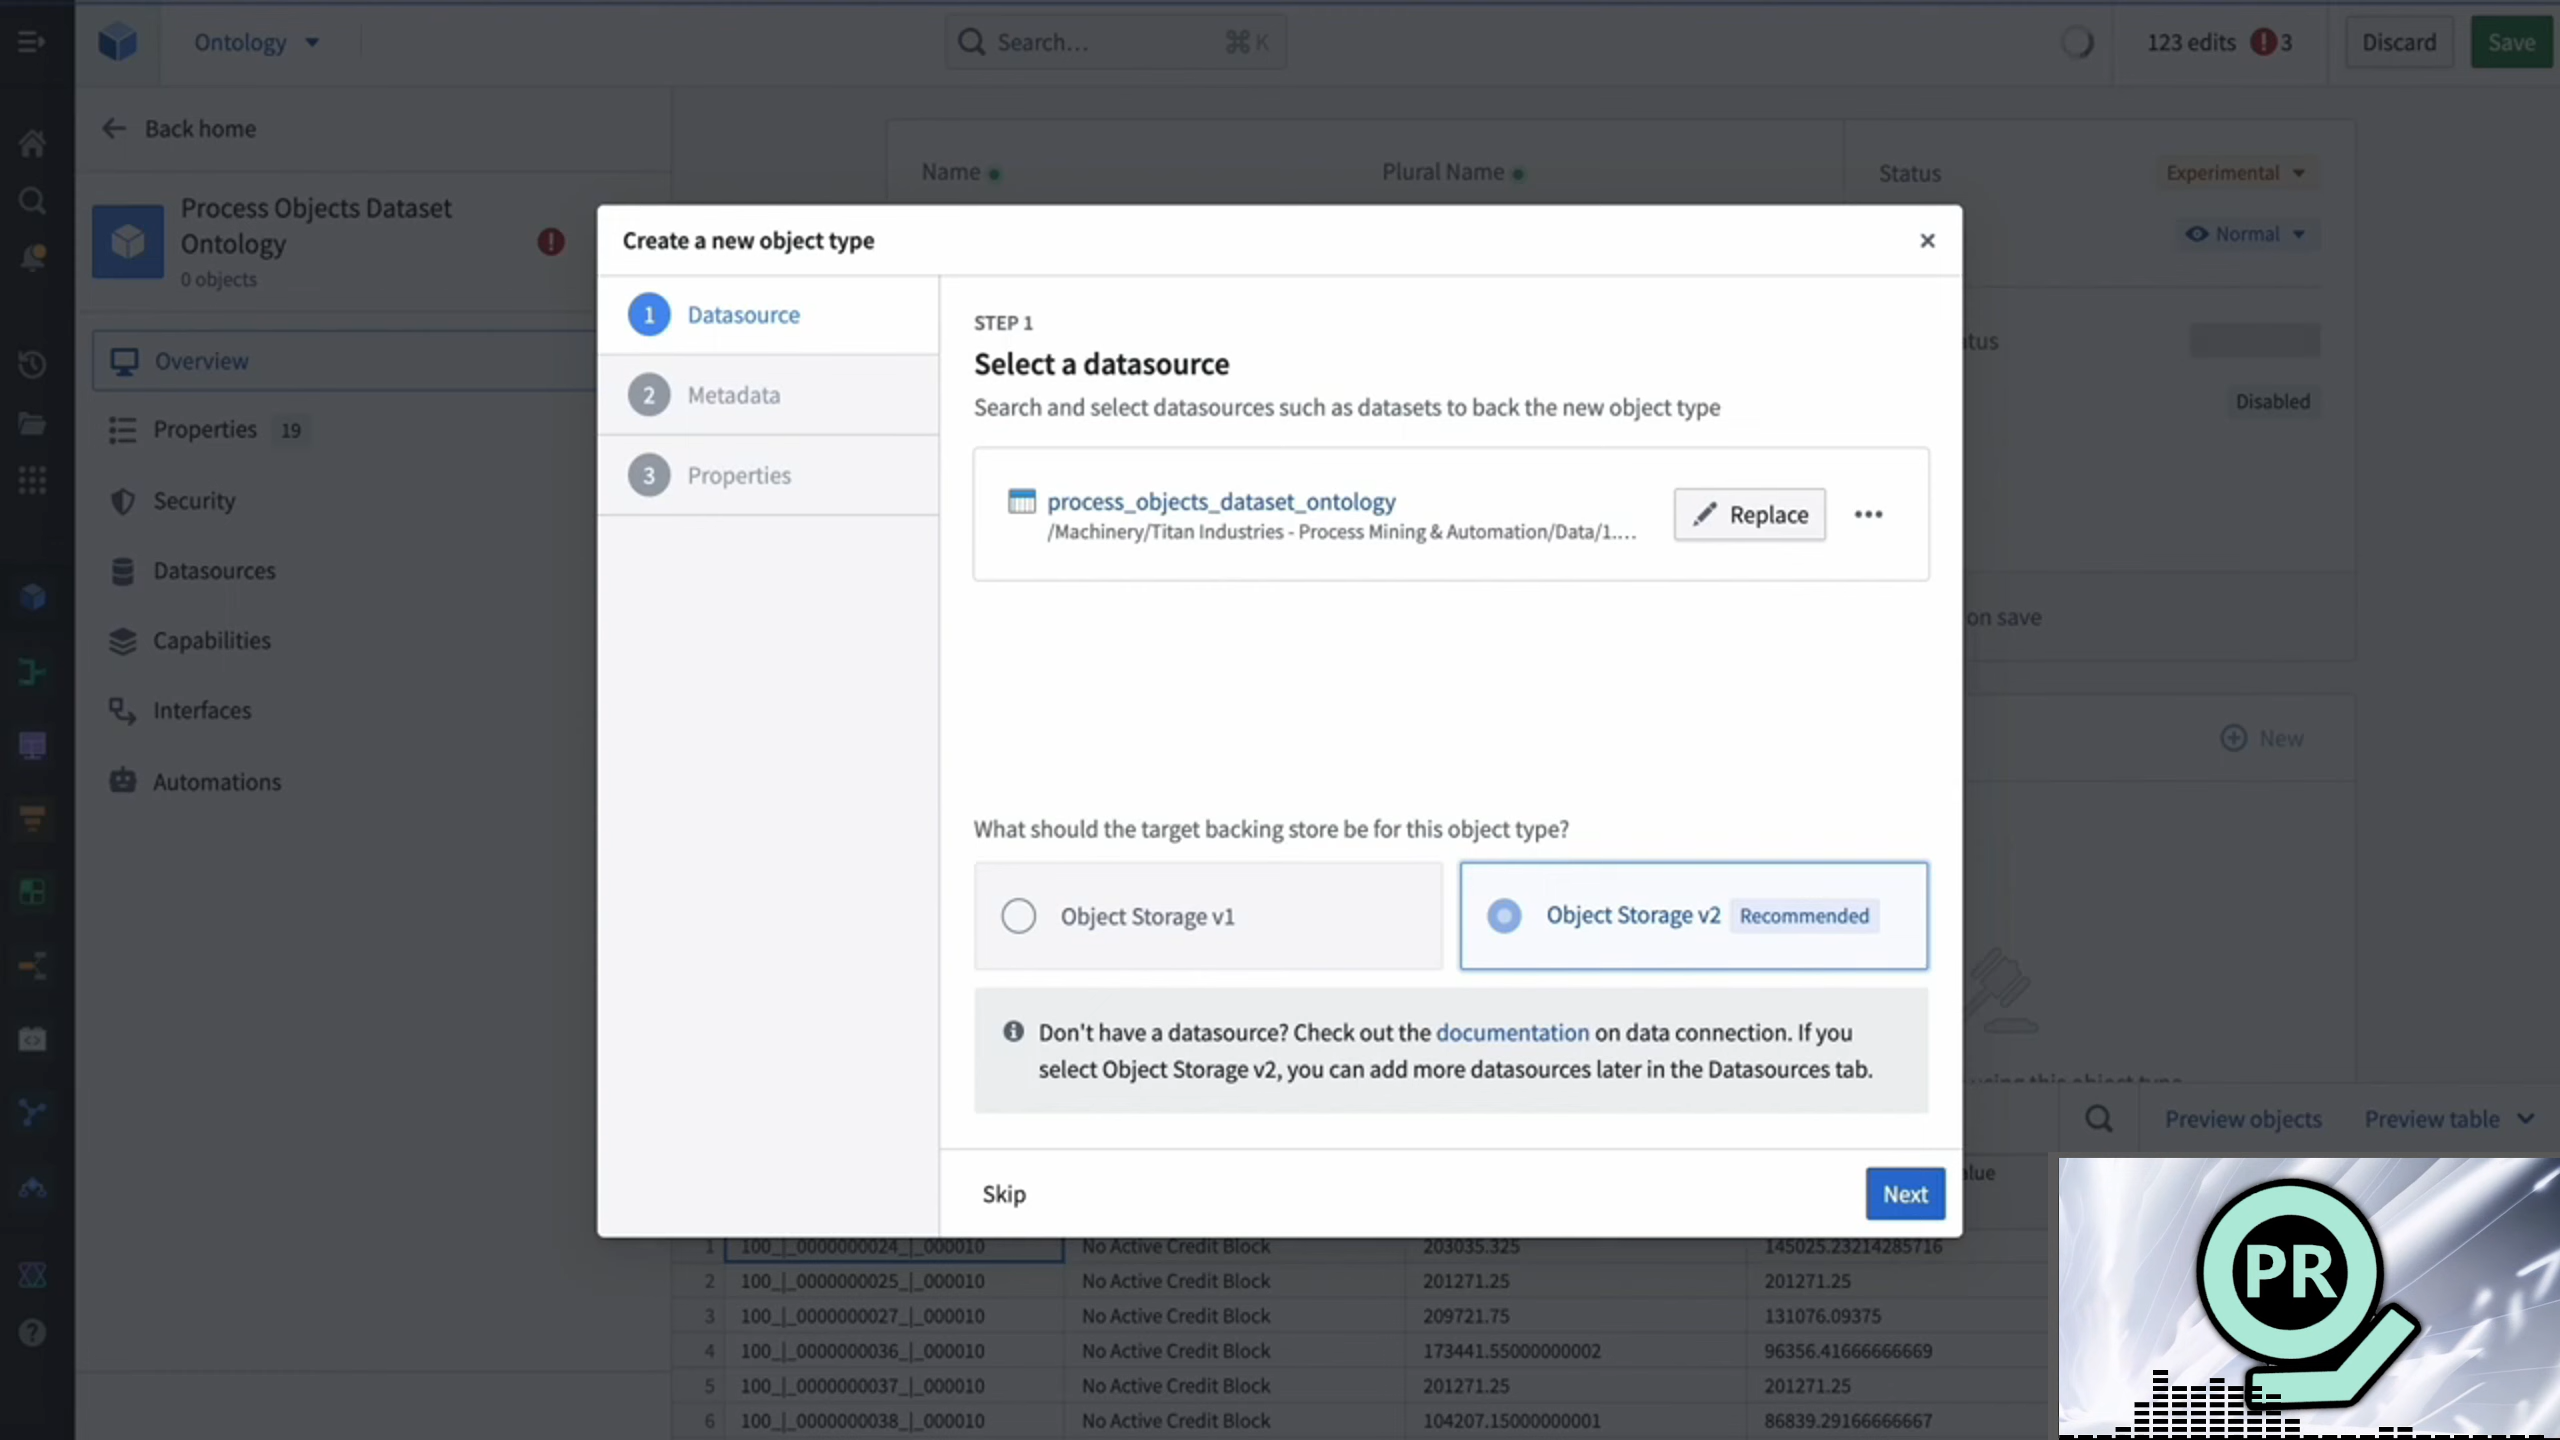 Ontology
Search...
⌘ K
123 edits
3
Discard
Save
Back home
Process Objects Dataset
Ontology
0 objects
Overview
Properties 19
Security
Datasources
Capabilities
Interfaces
Automations
Name
Plural Name
Status
Experimental
Normal
Disabled
on save
New
Create a new object type
1 Datasource
2 Metadata
3 Properties
STEP 1
Select a datasource
Search and select datasources such as datasets to back the new object type
process_objects_dataset_ontology
/Machinery/Titan Industries - Process Mining & Automation/Data/1....
Replace
What should the target backing store be for this object type?
Object Storage v1
Object Storage v2 Recommended
Don't have a datasource? Check out the documentation on data connection. If you
select Object Storage v2, you can add more datasources later in the Datasources tab.
Skip
Next
Preview objects
Preview table
1 100_|_0000000024_|_000010 No Active Credit Block 203035.325 145025.23214285716
2 100_|_0000000025_|_000010 No Active Credit Block 201271.25 201271.25
3 100_|_0000000027_|_000010 No Active Credit Block 209721.75 131076.09375
4 100_|_0000000036_|_000010 No Active Credit Block 173441.55000000002 96356.41666666669
5 100_|_0000000037_|_000010 No Active Credit Block 201271.25 201271.25
6 100_|_0000000038_|_000010 No Active Credit Block 104207.15000000001 86839.29166666667
PR